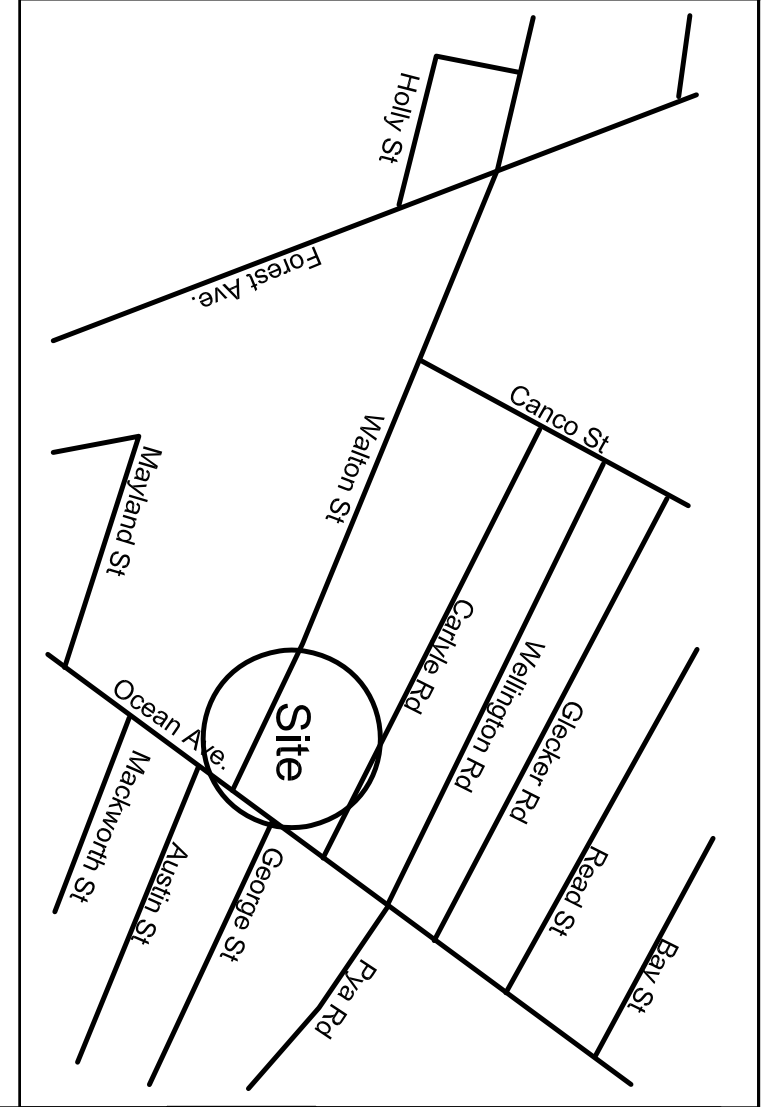 Holly St
Forest Ave.
Canco St
Walton St
Mayland St
Carlyle Rd
Wellington Rd
Glecker Rd
Ocean Ave.
Site
Mackworth St
Austin St
George St
Read St
Bay St
Pya Rd